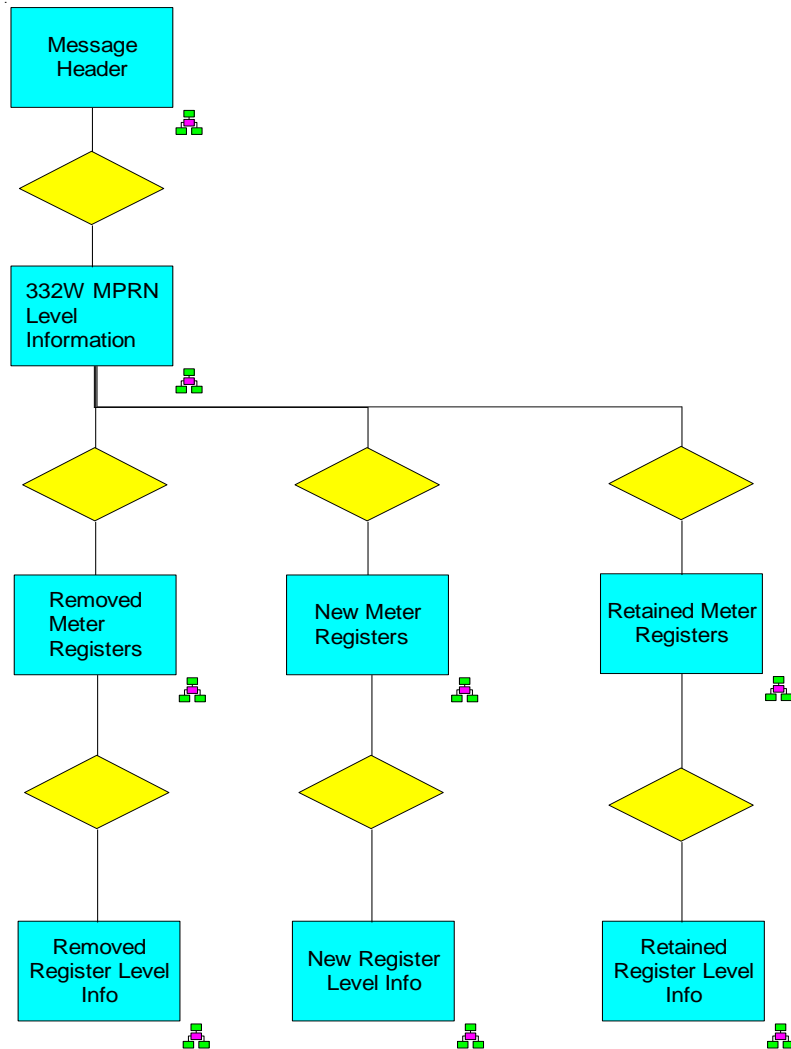 Message
Header
332W MPRN
Level
Information
Removed
Meter
Registers
New Meter
Registers
Retained Meter
Registers
Removed
Register Level
Info
New Register
Level Info
Retained
Register Level
Info